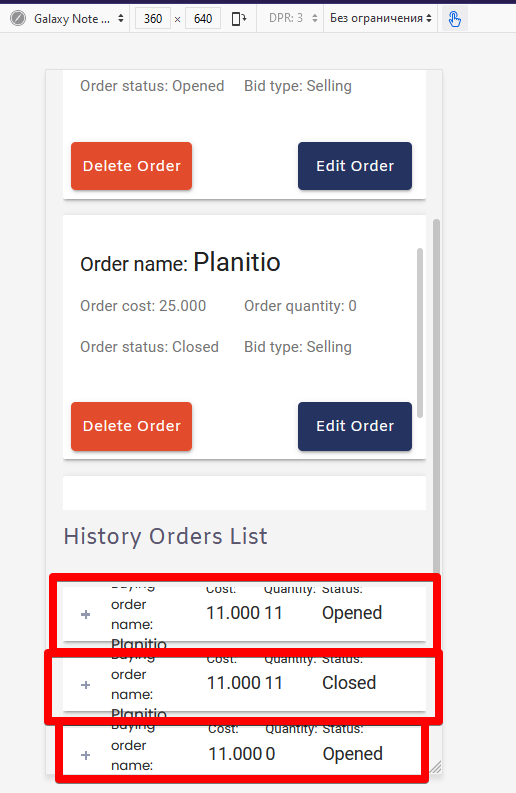 Galaxy Note ... 360 × 640 DPR: 3 Без ограничения
Order status: Opened Bid type: Selling
Delete Order Edit Order
Order name: Planitio
Order cost: 25.000 Order quantity: 0
Order status: Closed Bid type: Selling
Delete Order Edit Order
History Orders List
Buying Cost: Quantity: Status:
order 11.000 11 Opened
name:
Planitio
Buying Cost: Quantity: Status:
order 11.000 11 Closed
name:
Planitio
Buying Cost: Quantity: Status:
order 11.000 0 Opened
name: